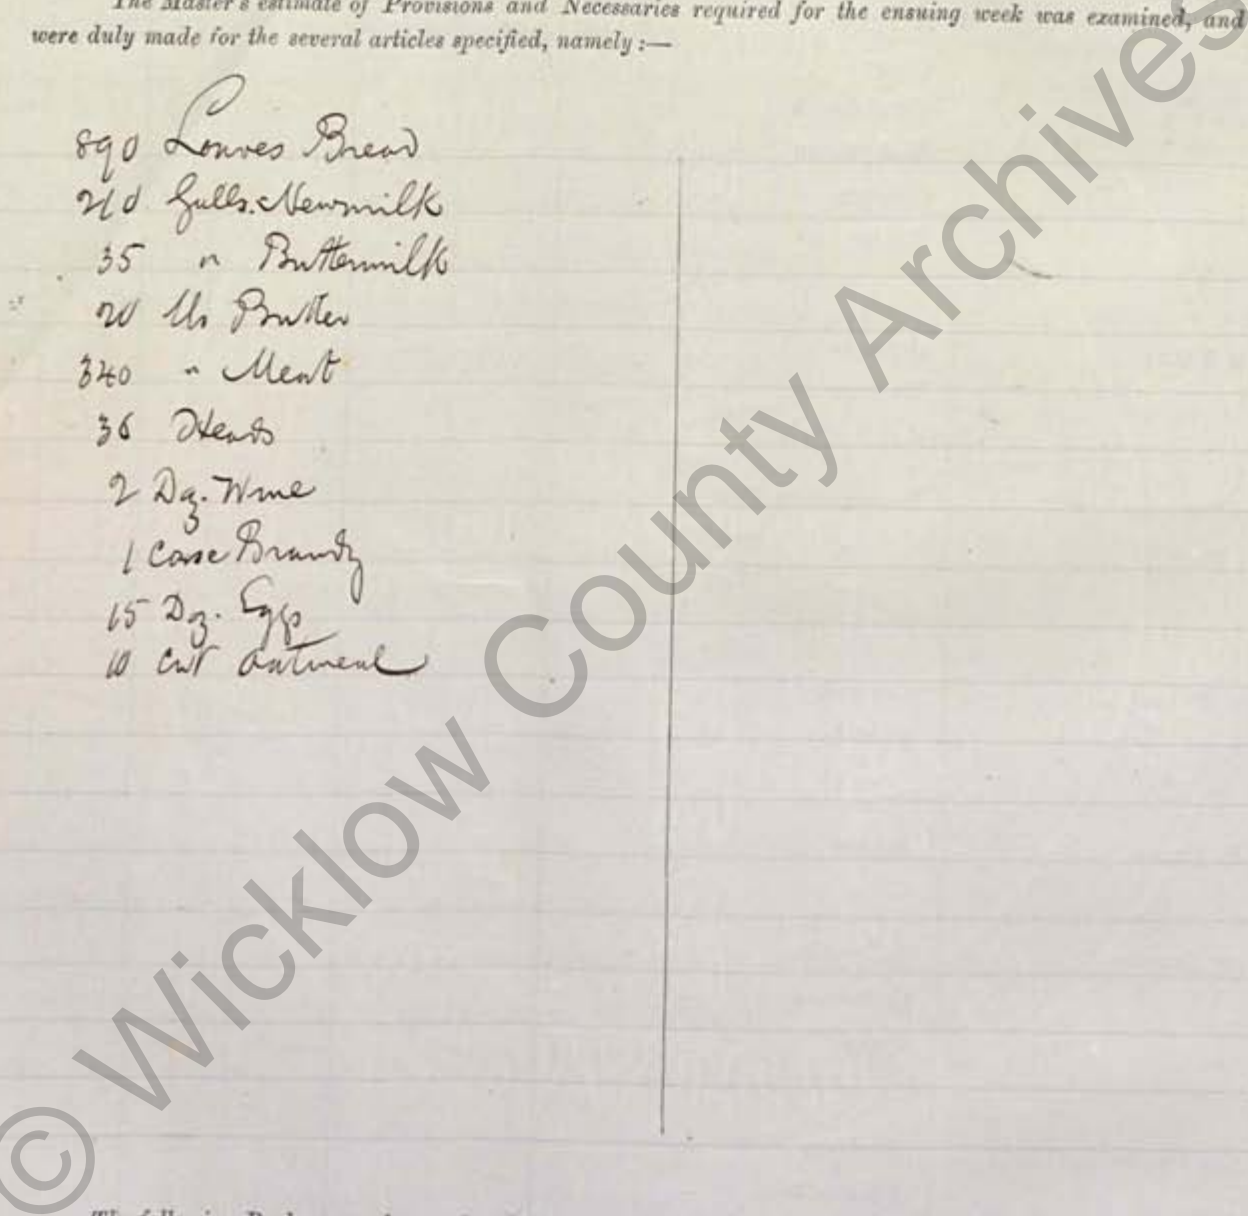 The Master's estimate of Provisions and Necessaries required for the ensuing week was examined, and
were duly made for the several articles specified, namely :—
890 Loaves Bread
210 Galls. Newmilk
35 " Buttermilk
20 lbs Butter
340 " Meat
36 Heads
2 Dz. Wine
1 Case Brandy
15 Dz. Eggs
10 cwt Oatmeal
© Wicklow County Archives